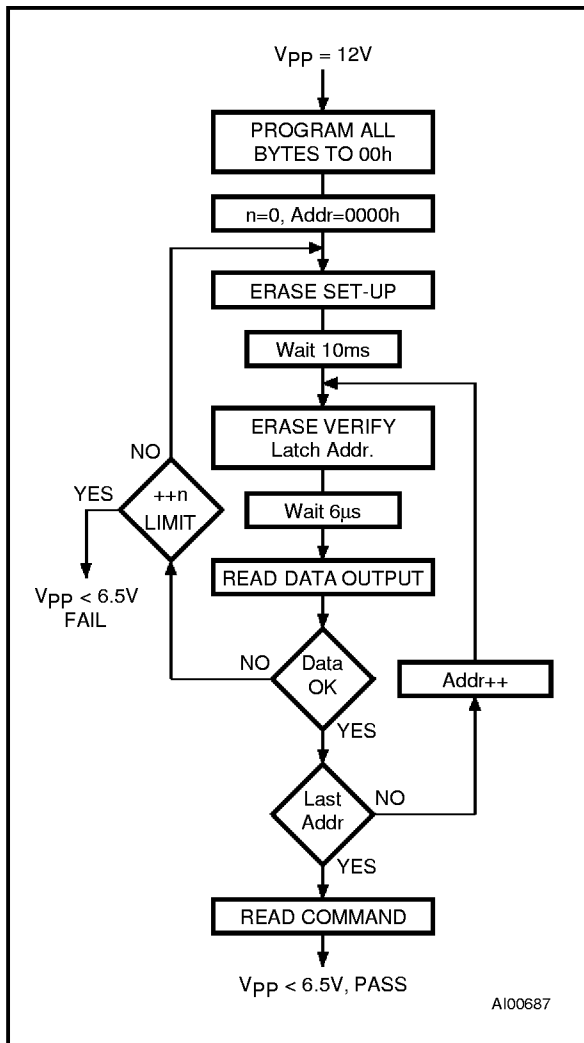 VPP = 12V
PROGRAM ALL
BYTES TO 00h
n=0, Addr=0000h
ERASE SET-UP
Wait 10ms
ERASE VERIFY
Latch Addr.
NO
YES
++n
LIMIT
Wait 6µs
VPP < 6.5V
FAIL
READ DATA OUTPUT
NO
Data
OK
Addr++
YES
Last
Addr
NO
YES
READ COMMAND
VPP < 6.5V, PASS
AI00687